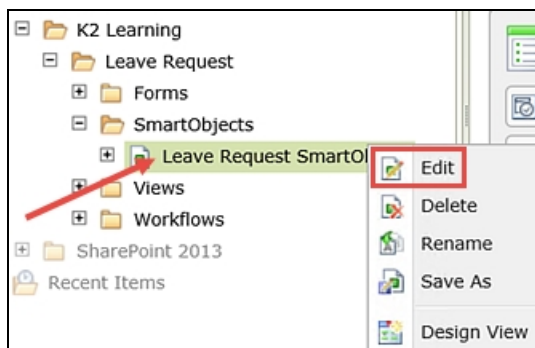 K2 Learning
Leave Request
Forms
SmartObjects
Leave Request SmartO
Edit
Views
Delete
Workflows
Rename
SharePoint 2013
Recent Items
Save As
Design View